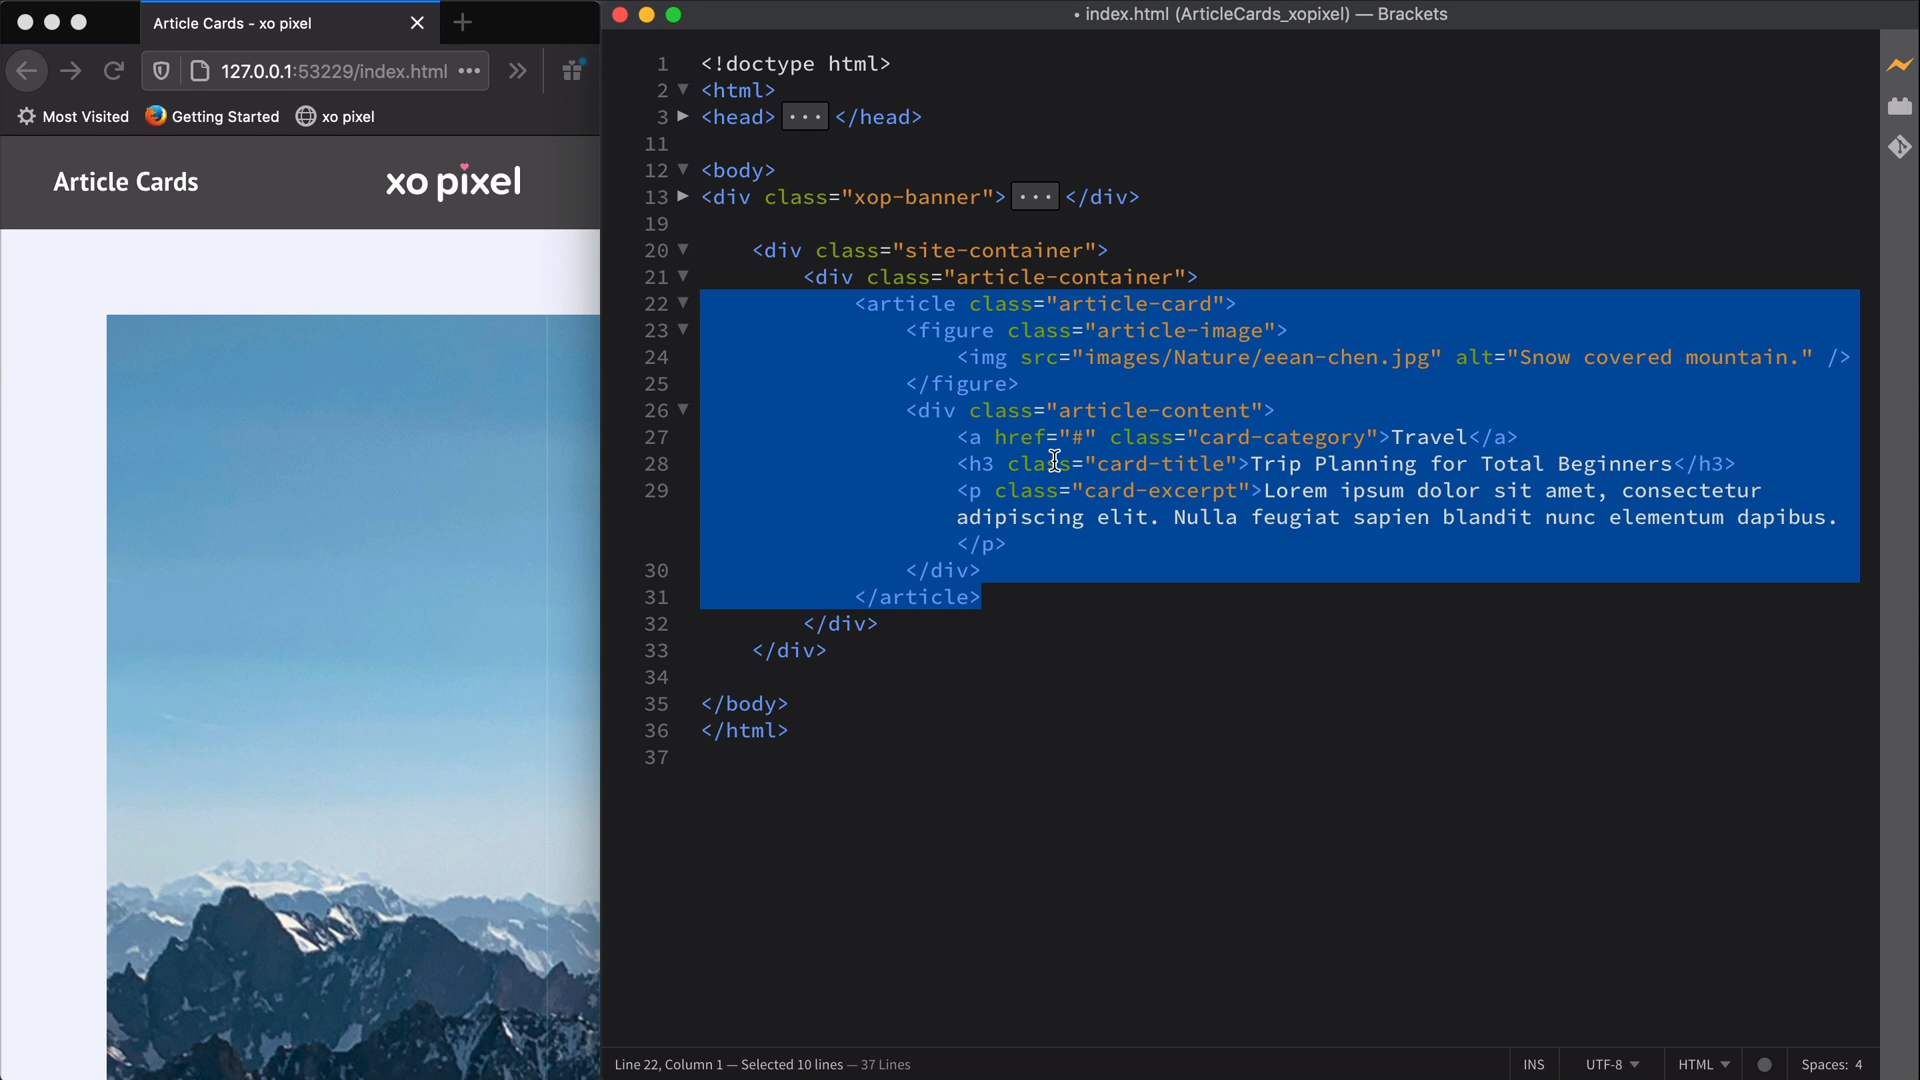 Article Cards - xo pixel
127.0.0.1:53229/index.html
Most Visited Getting Started xo pixel
Article Cards xo pixel
• index.html (ArticleCards_xopixel) — Brackets
1 <!doctype html>
2 <html>
3 <head> ... </head>
11
12 <body>
13 <div class="xop-banner"> ... </div>
19
20 <div class="site-container">
21 <div class="article-container">
22 <article class="article-card">
23 <figure class="article-image">
24 <img src="images/Nature/eean-chen.jpg" alt="Snow covered mountain." />
25 </figure>
26 <div class="article-content">
27 <a href="#" class="card-category">Travel</a>
28 <h3 class="card-title">Trip Planning for Total Beginners</h3>
29 <p class="card-excerpt">Lorem ipsum dolor sit amet, consectetur
adipiscing elit. Nulla feugiat sapien blandit nunc elementum dapibus.
</p>
30 </div>
31 </article>
32 </div>
33 </div>
34
35 </body>
36 </html>
37
Line 22, Column 1 — Selected 10 lines — 37 Lines
INS UTF-8 HTML Spaces: 4